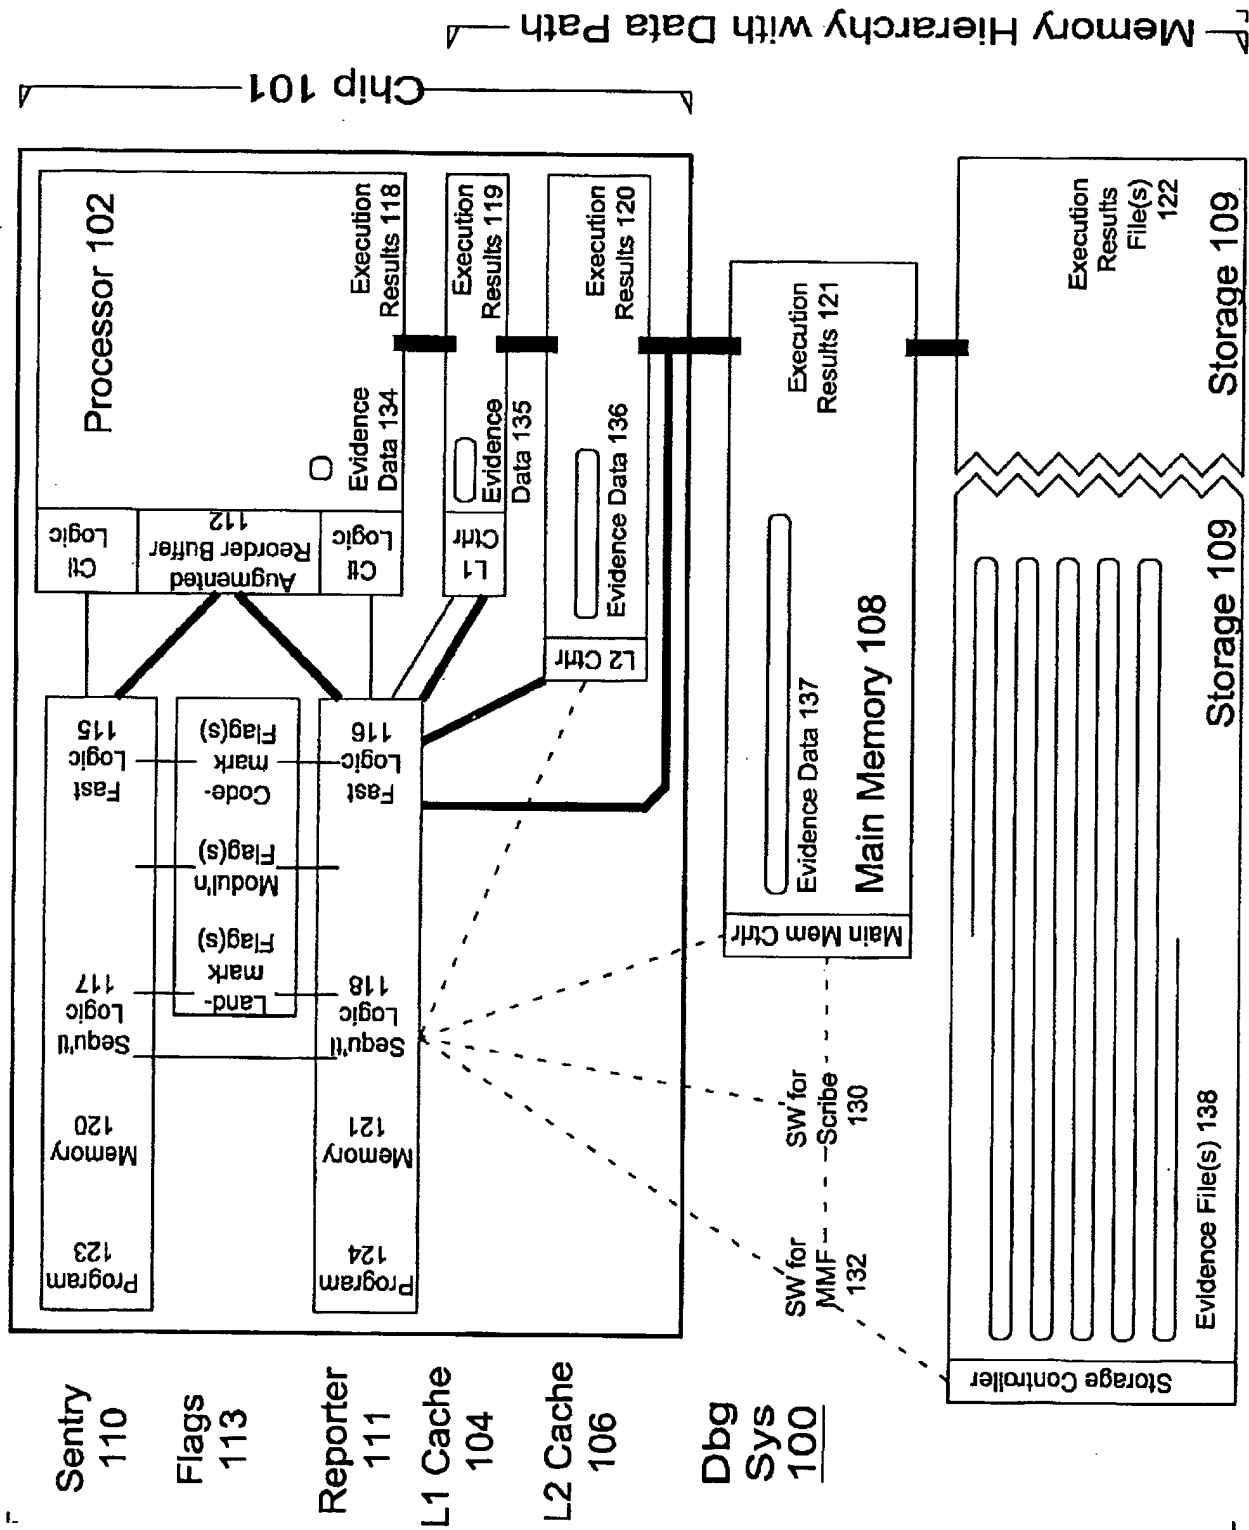 Memory Hierarchy with Data Path
Chip 101
Processor 102
Execution
Results 118
Evidence
Data 134
Ctl
Logic
Augmented
Reorder Buffer
112
Ctl
Logic
Execution
Results 119
Evidence
Data 135
L1
Ctrlr
Execution
Results 120
Evidence Data 136
L2 Ctrlr
Fast
Logic
115
Sequ'tl
Logic
117
Memory
120
Program
123
Code-
mark
Flag(s)
Modul'n
Flag(s)
Land-
mark
Flag(s)
Fast
Logic
116
Sequ'tl
Logic
118
Memory
121
Program
124
Execution
Results 121
Evidence Data 137
Main Memory 108
Main Mem Ctrlr
SW for
Scribe
130
SW for
MMF
132
Execution
Results
File(s)
122
Storage 109
Storage 109
Evidence File(s) 138
Storage Controller
Sentry
110
Flags
113
Reporter
111
L1 Cache
104
L2 Cache
106
Dbg
Sys
100